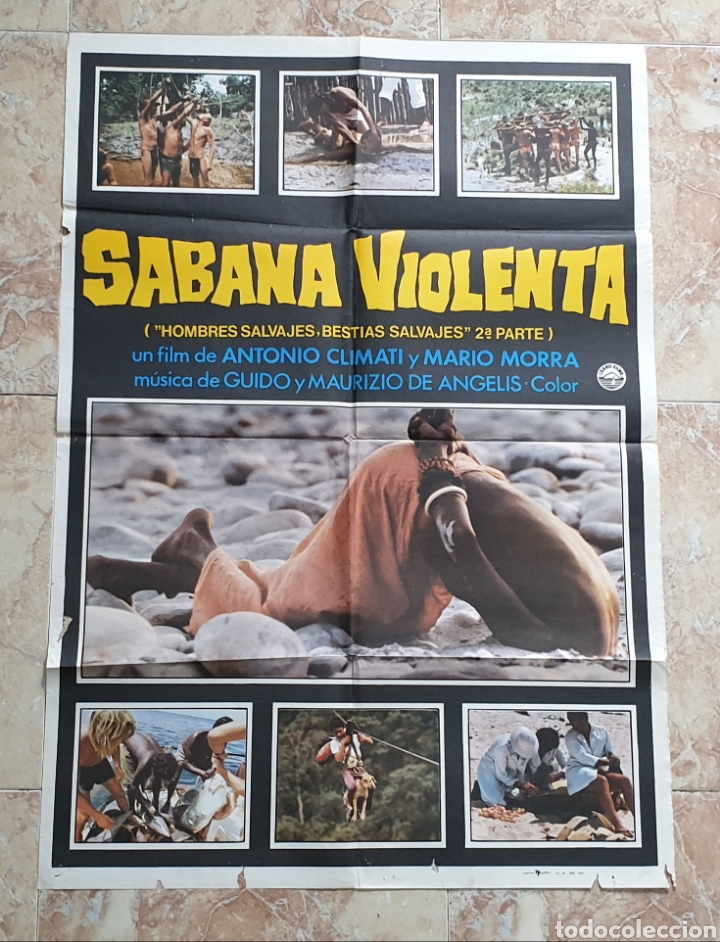 SABANA VIOLENTA
("HOMBRES SALVAJES, BESTIAS SALVAJES" 2ª PARTE)
un film de ANTONIO CLIMATI y MARIO MORRA
música de GUIDO y MAURIZIO DE ANGELIS · Color
todocoleccion